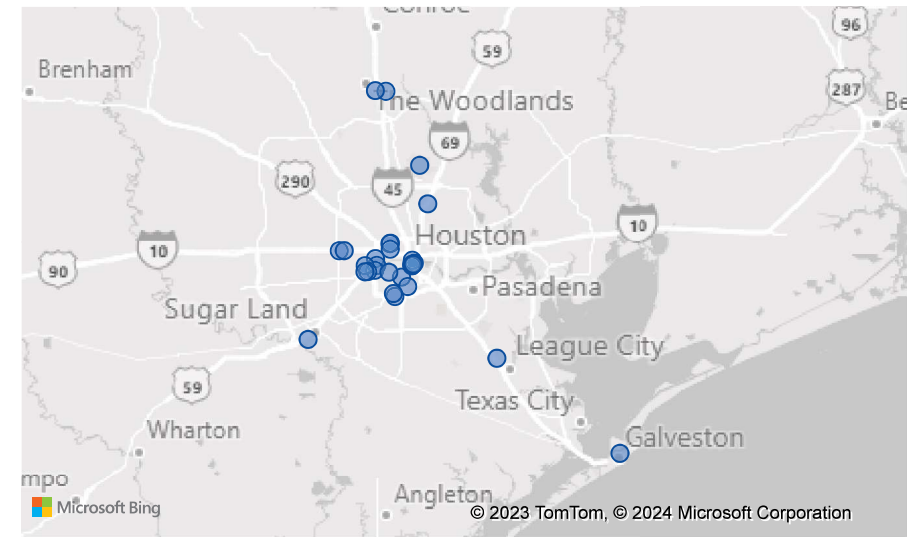 Conroe
59
96
Brenham
287
Be
The Woodlands
69
290
45
10
Houston
10
90
Pasadena
Sugar Land
League City
59
Texas City
Wharton
Galveston
mpo
Angleton
Microsoft Bing
© 2023 TomTom, © 2024 Microsoft Corporation